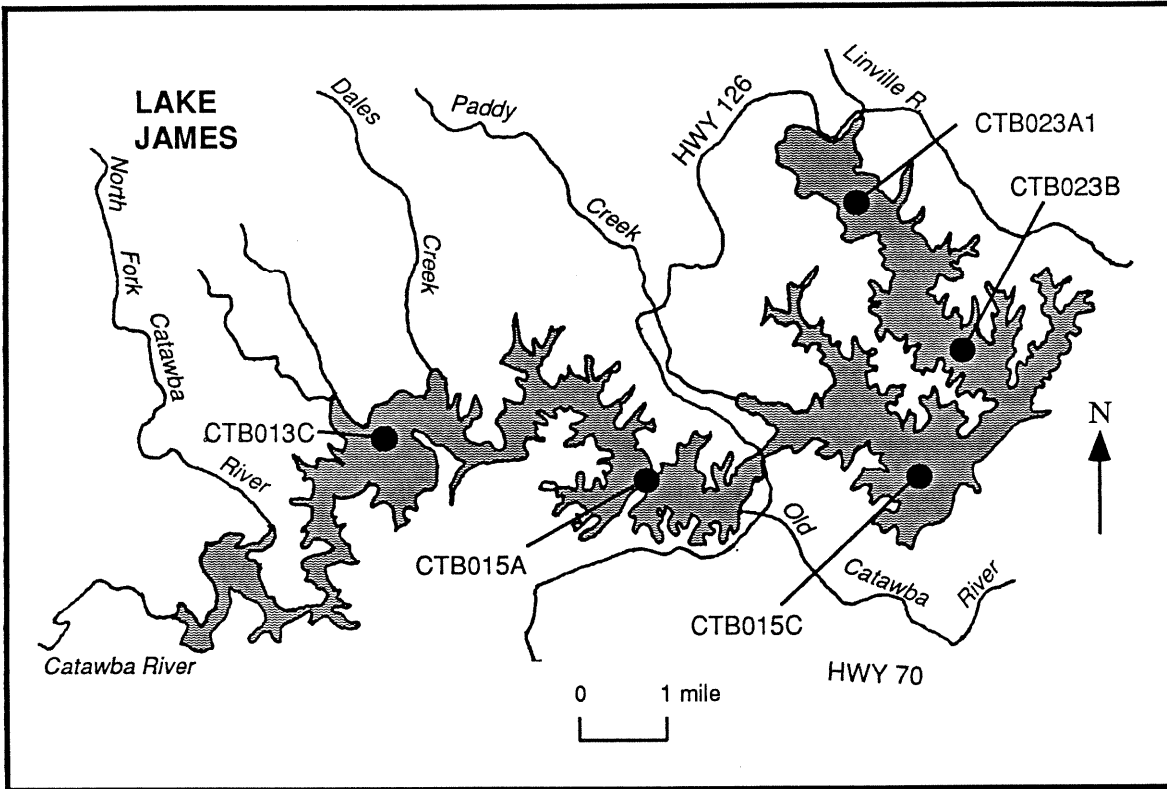 LAKE
JAMES
North
Fork
Catawba
River
Dales
Creek
Paddy
Creek
HWY 126
Linville R.
CTB023A1
CTB023B
CTB013C
CTB015A
CTB015C
Old
Catawba
River
Catawba River
HWY 70
N
0 1 mile